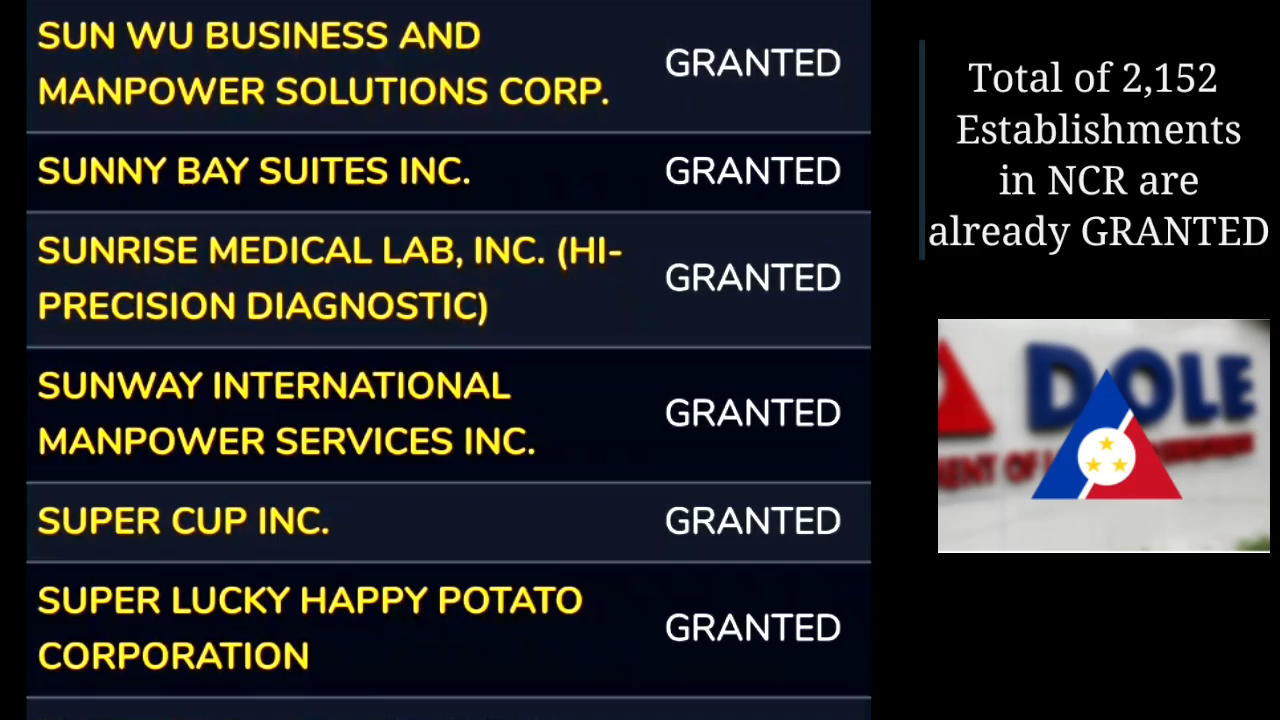 SUN WU BUSINESS AND
MANPOWER SOLUTIONS CORP.
GRANTED
SUNNY BAY SUITES INC.
GRANTED
SUNRISE MEDICAL LAB, INC. (HI-
PRECISION DIAGNOSTIC)
GRANTED
SUNWAY INTERNATIONAL
MANPOWER SERVICES INC.
GRANTED
SUPER CUP INC.
GRANTED
SUPER LUCKY HAPPY POTATO
CORPORATION
GRANTED
Total of 2,152
Establishments
in NCR are
already GRANTED
DOLE
OF